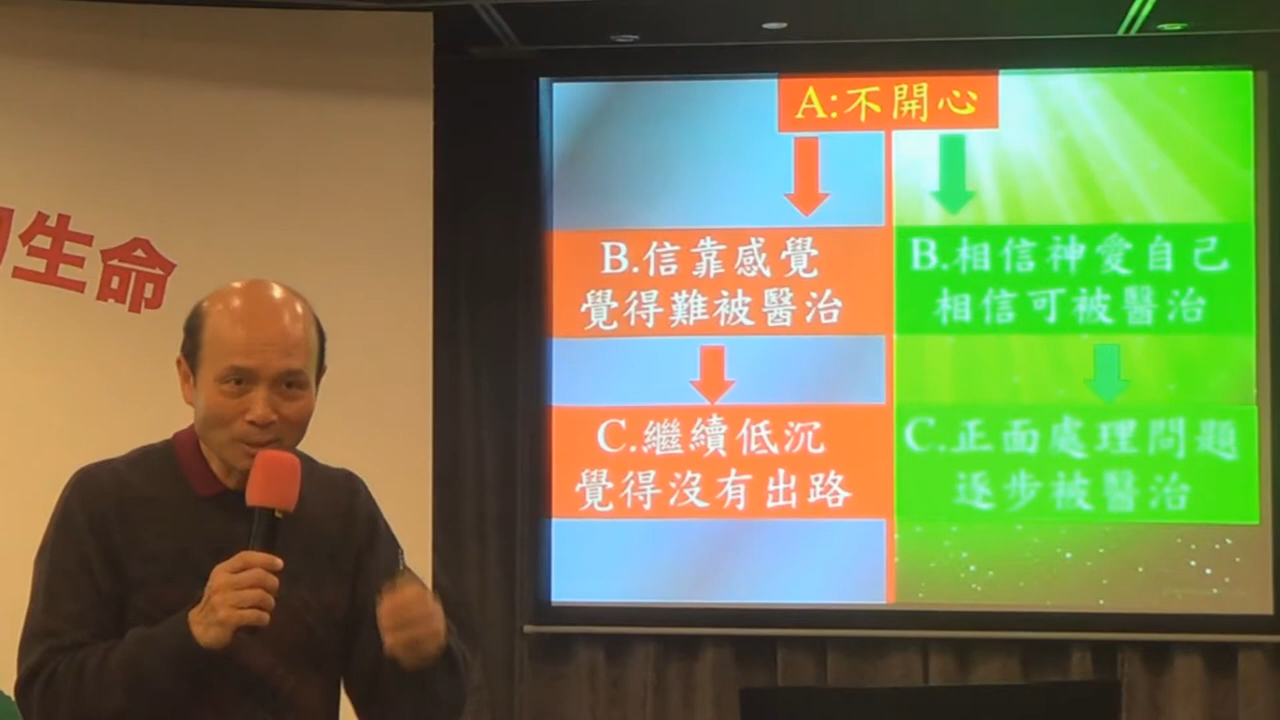 生命
A:不開心
B.信靠感覺
覺得難被醫治
C.繼續低沉
覺得沒有出路
B.相信神愛自己
相信可被醫治
C.正面處理問題
逐步被醫治